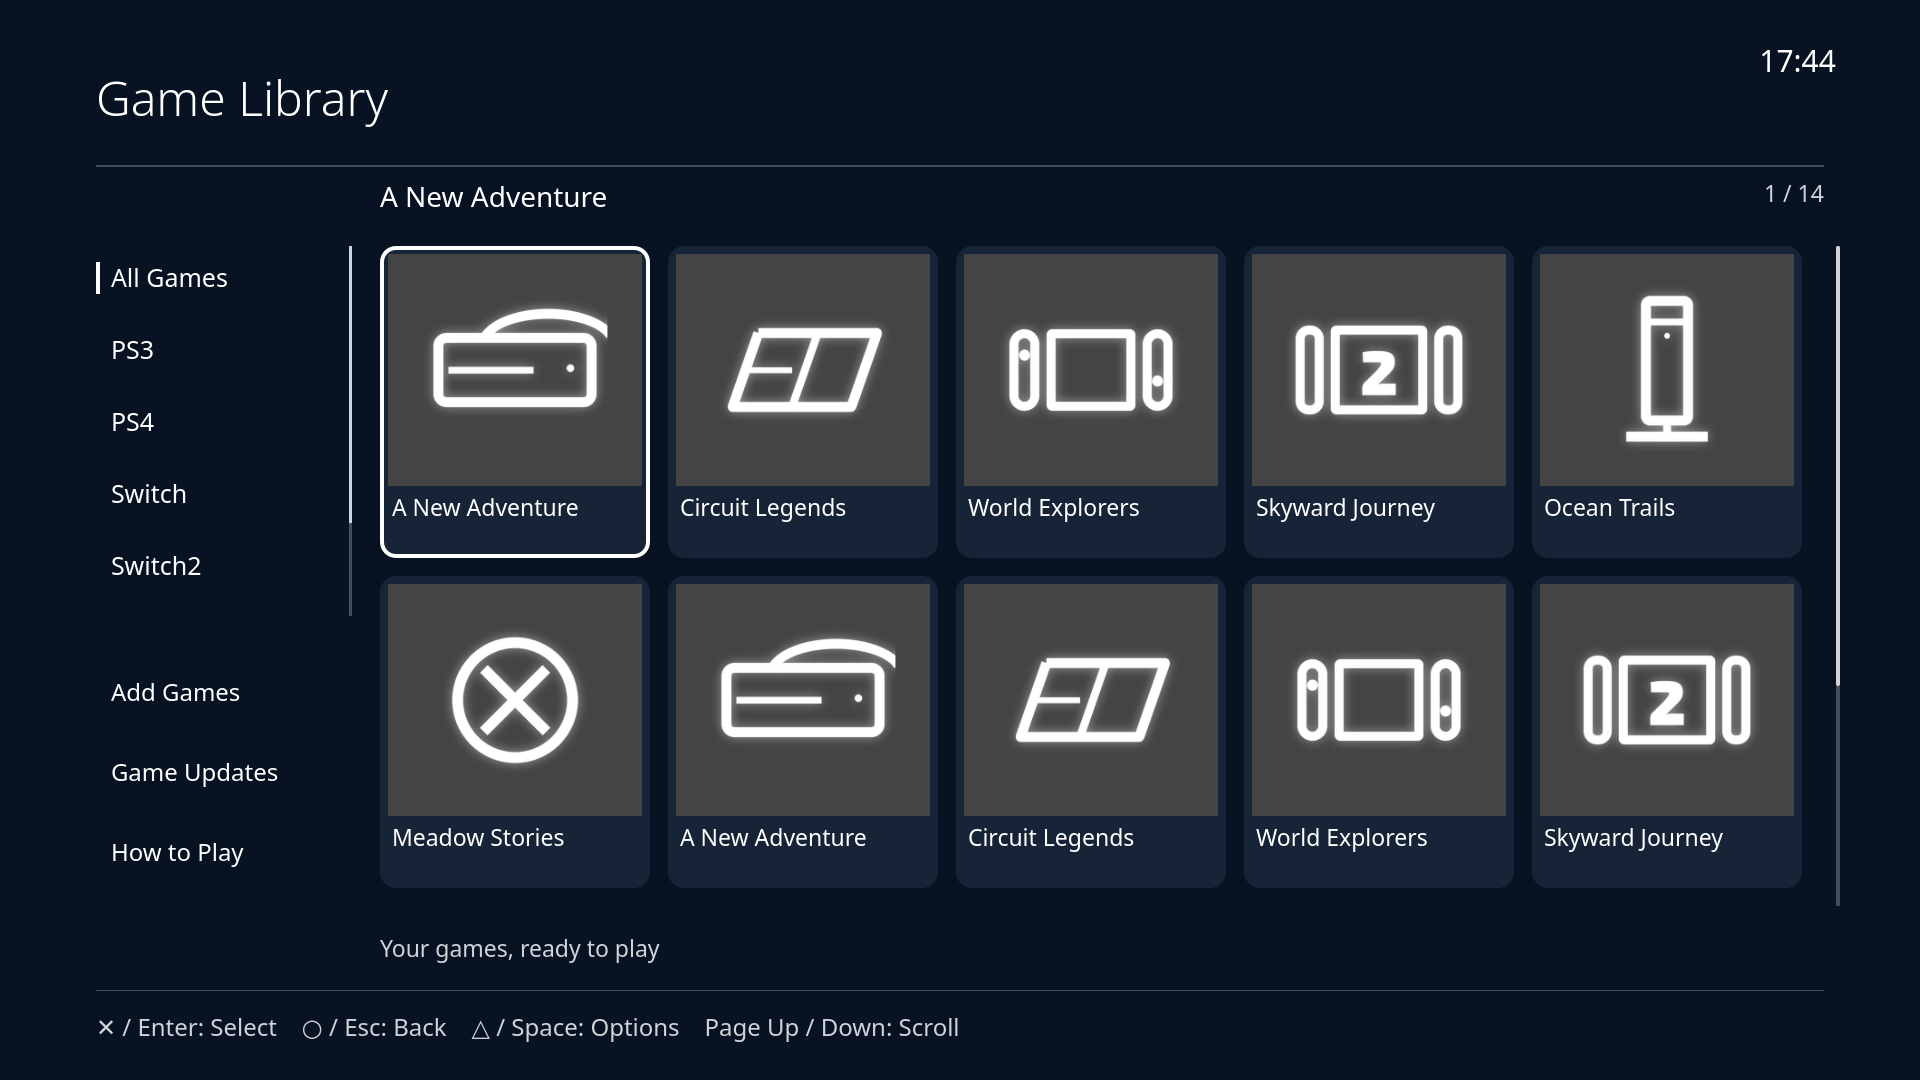 17:44
Game Library
A New Adventure
1 / 14
All Games
PS3
PS4
Switch
Switch2
Add Games
Game Updates
How to Play
A New Adventure
Circuit Legends
World Explorers
2
Skyward Journey
Ocean Trails
Meadow Stories
A New Adventure
Circuit Legends
World Explorers
2
Skyward Journey
Your games, ready to play
✕ / Enter: Select ○ / Esc: Back △ / Space: Options Page Up / Down: Scroll